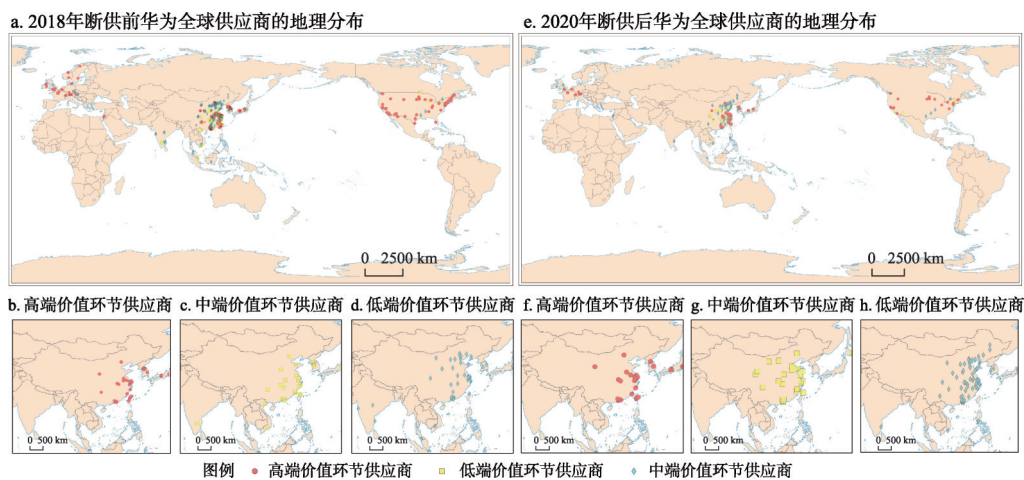 a. 2018年断供前华为全球供应商的地理分布
e. 2020年断供后华为全球供应商的地理分布
0 2500 km
0 2500 km
b. 高端价值环节供应商
c. 中端价值环节供应商
d. 低端价值环节供应商
f. 高端价值环节供应商
g. 中端价值环节供应商
h. 低端价值环节供应商
0 500 km
0 500 km
0 500 km
0 500 km
0 500 km
0 500 km
图例 高端价值环节供应商 低端价值环节供应商 中端价值环节供应商